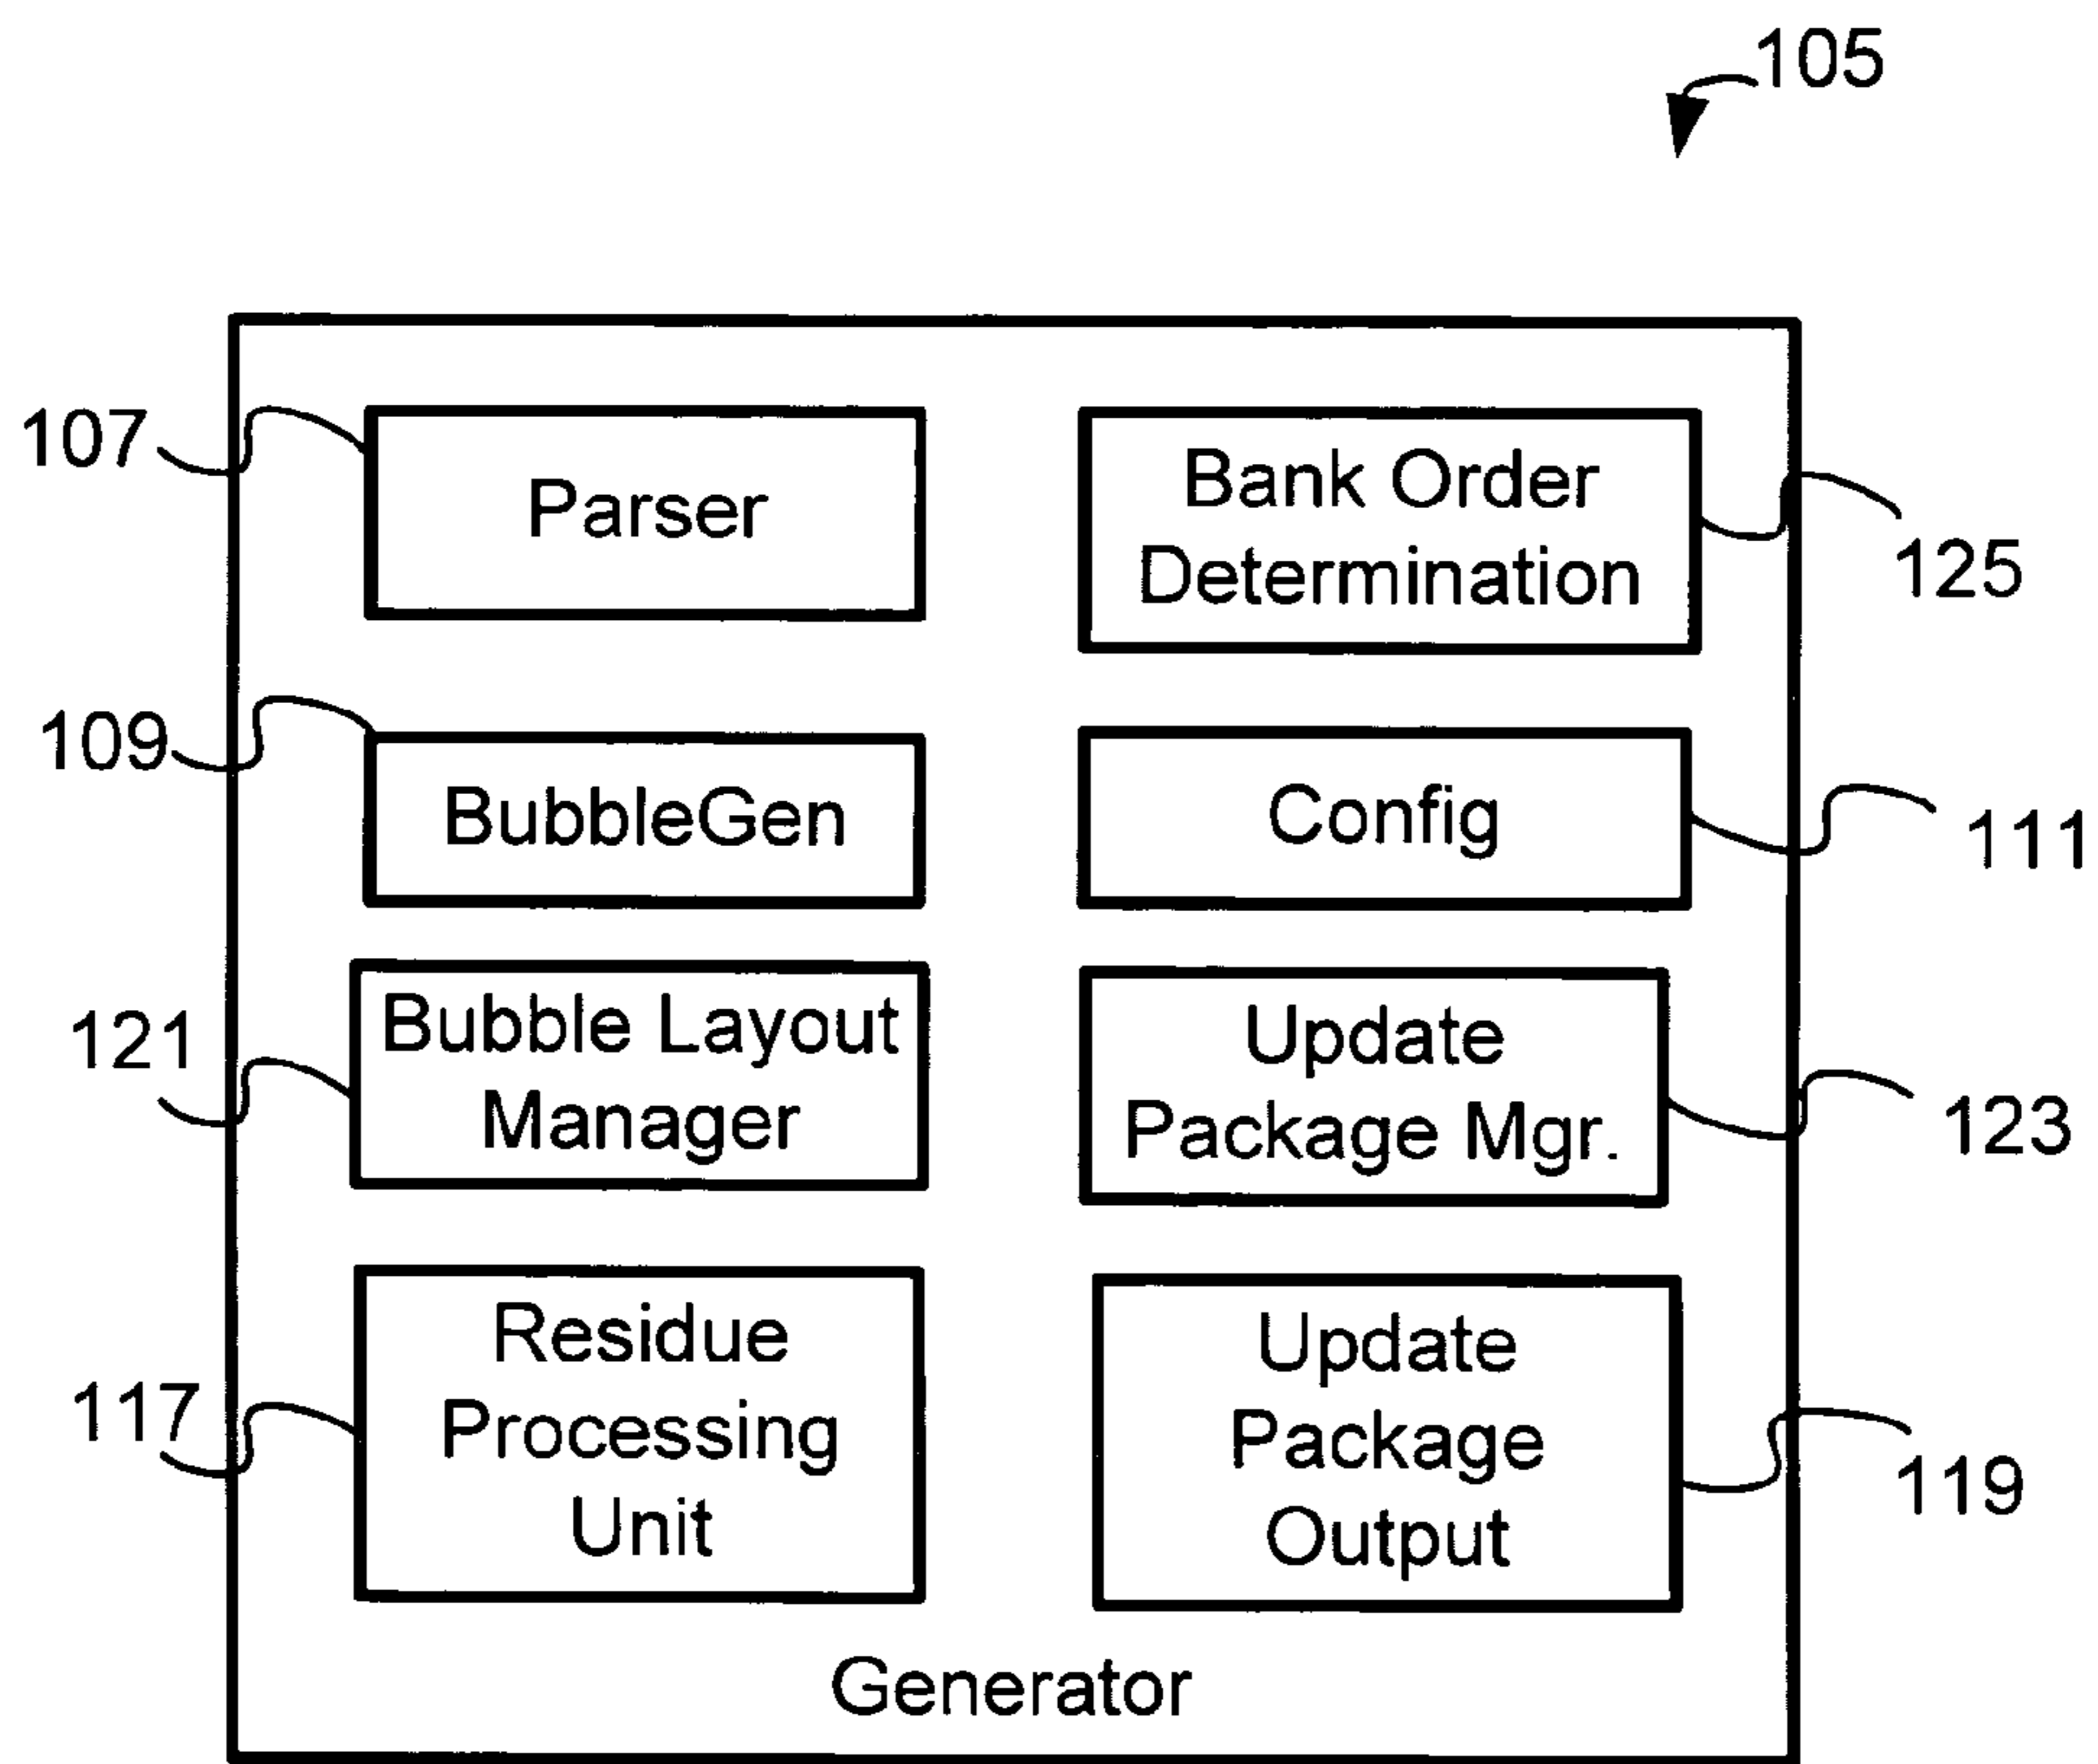 105
107
Parser
Bank Order
Determination
125
109
BubbleGen
Config
111
121
Bubble Layout
Manager
Update
Package Mgr.
123
117
Residue
Processing
Unit
Update
Package
Output
119
Generator